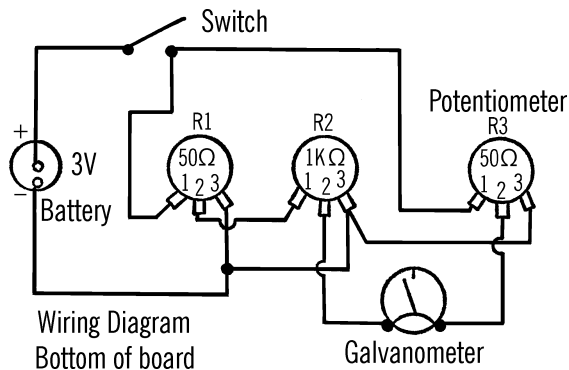 Switch
Potentiometer
R1
R2
R3
+
3V
50Ω
1KΩ
50Ω
1 2 3
1 2 3
1 2 3
−
Battery
Wiring Diagram
Bottom of board
Galvanometer